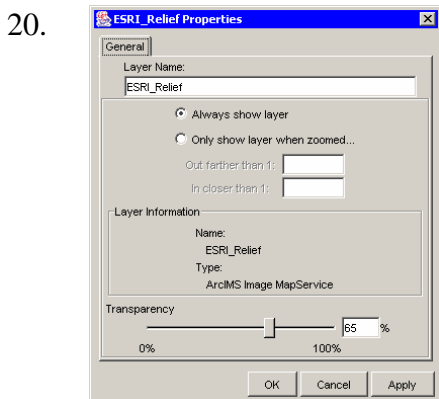 20.
ESRI_Relief Properties
General
Layer Name:
ESRI_Relief
Always show layer
Only show layer when zoomed...
Out farther than 1:
In closer than 1:
Layer Information
Name:
ESRI_Relief
Type:
ArcIMS Image MapService
Transparency
65 %
0% 100%
OK Cancel Apply